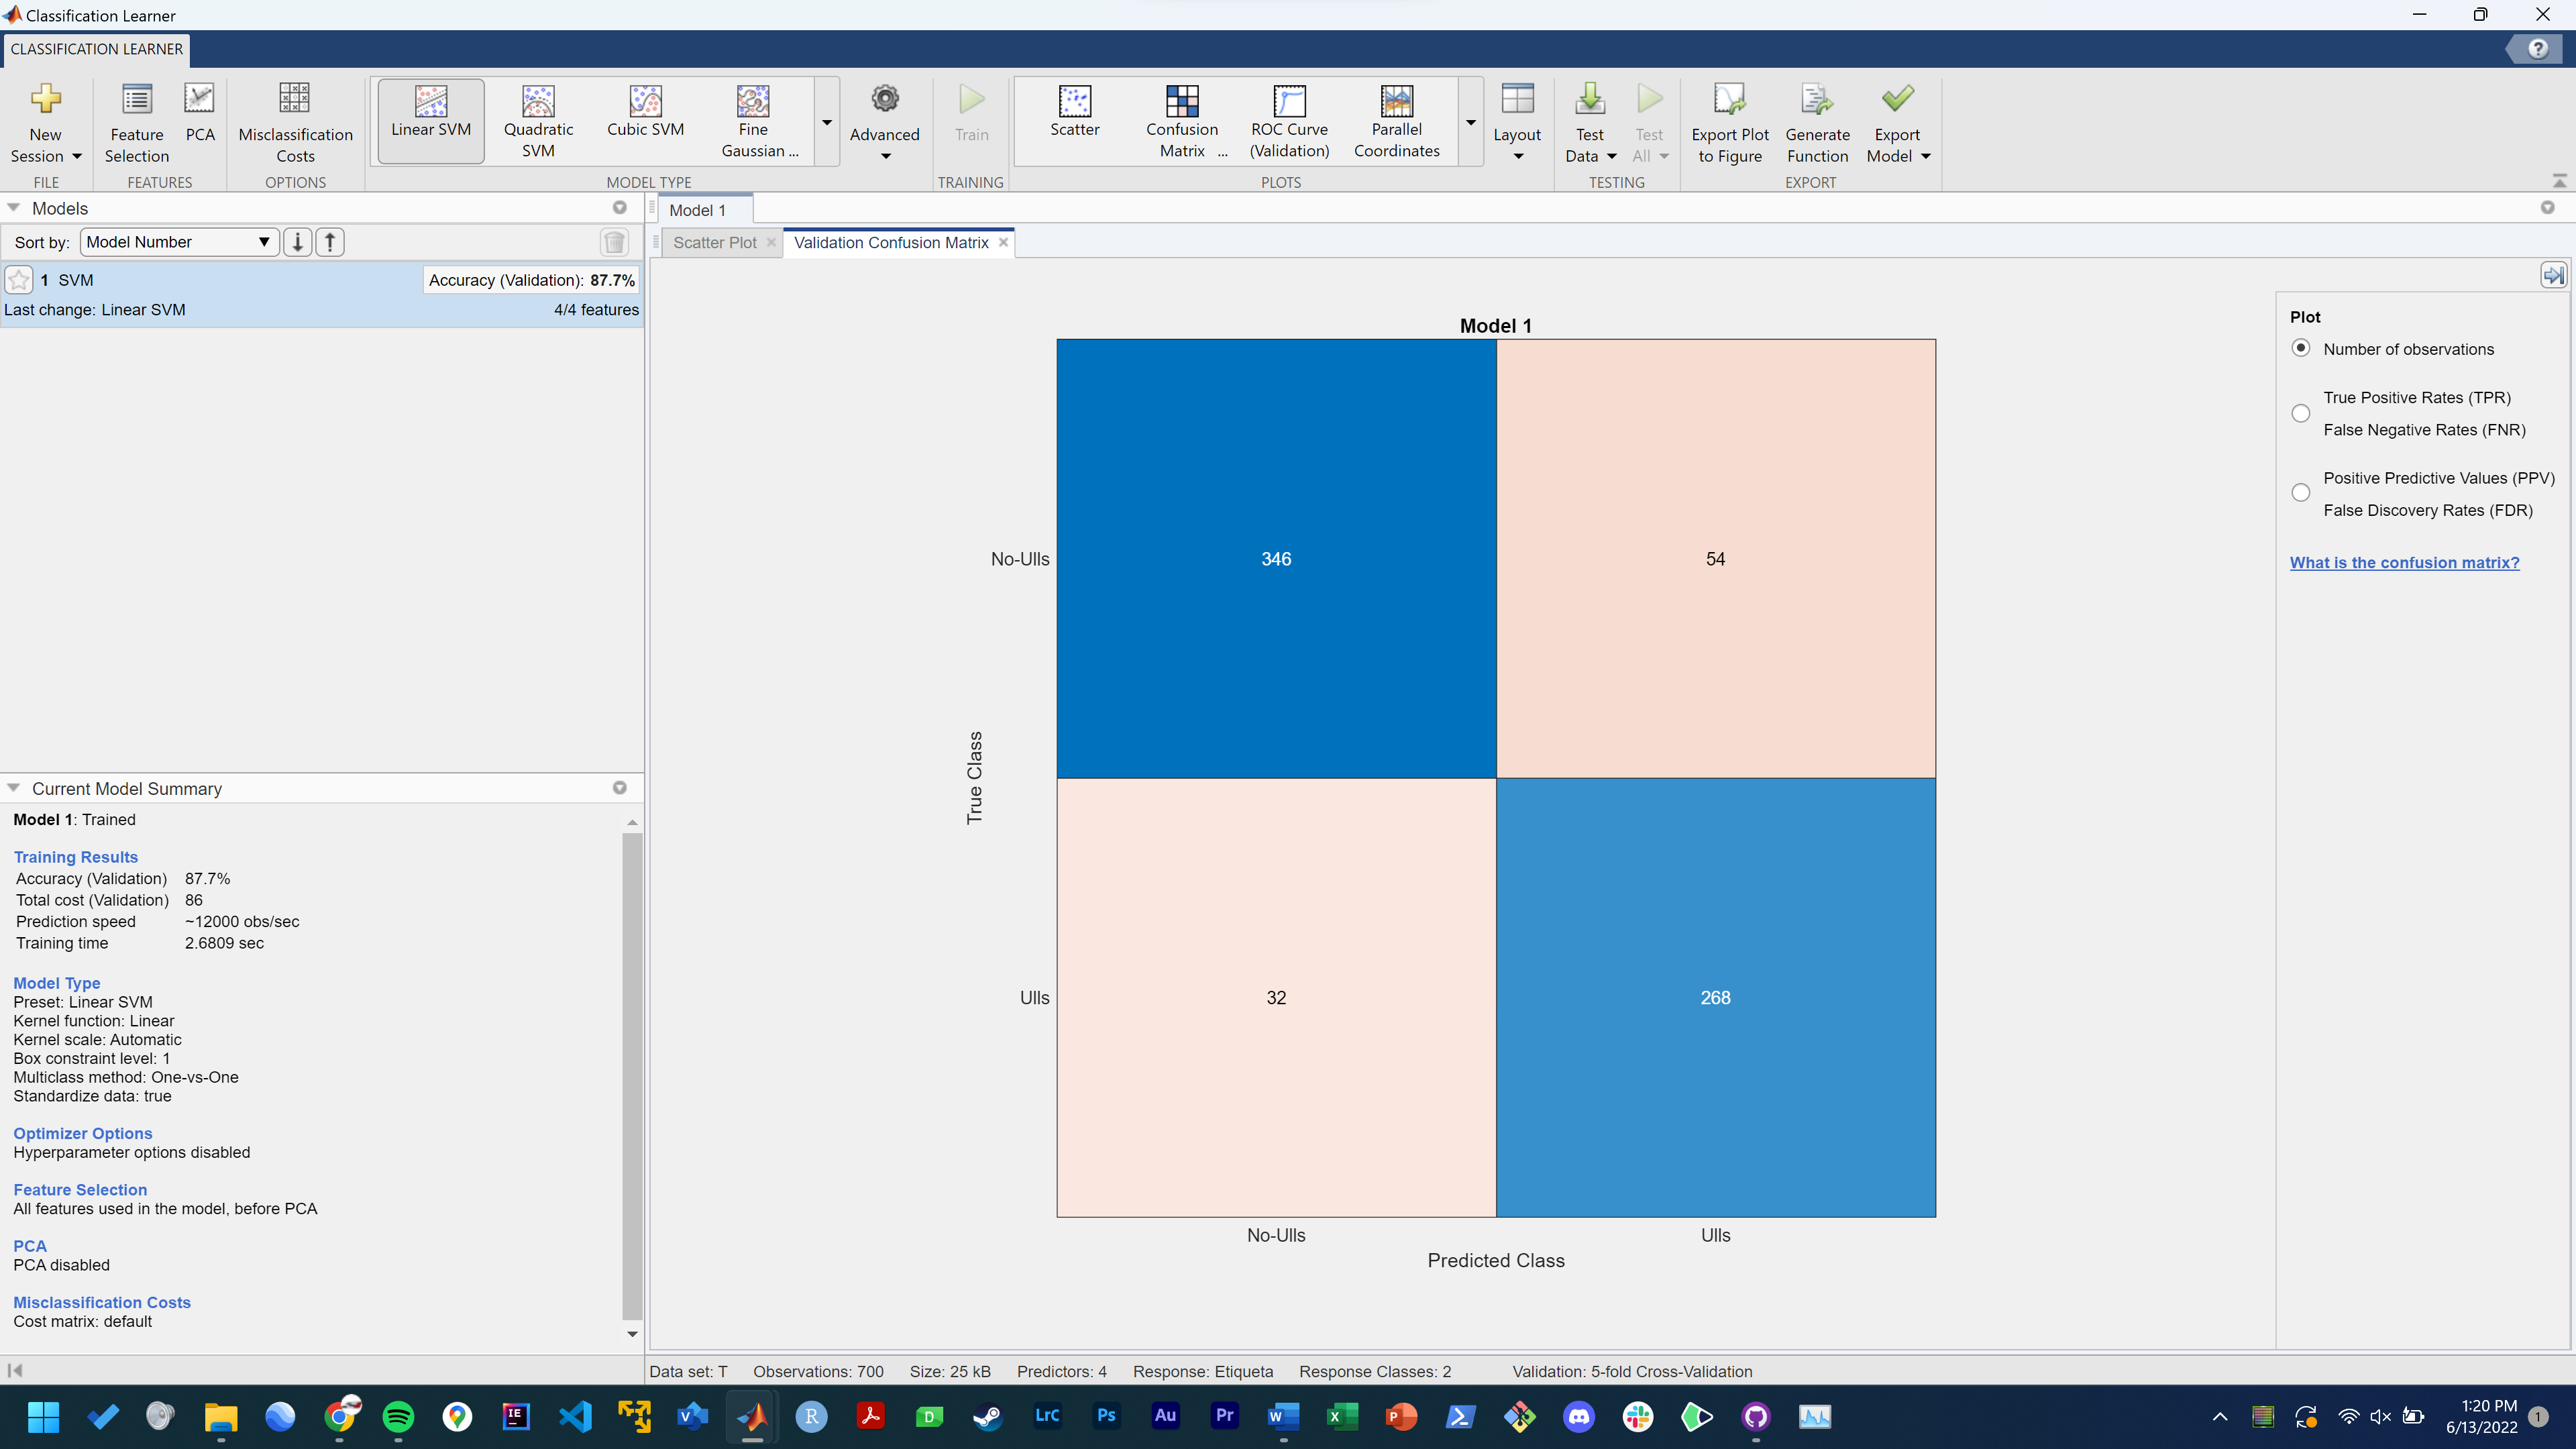 Classification Learner
CLASSIFICATION LEARNER
New Session
Feature Selection
PCA
Misclassification Costs
Linear SVM
Quadratic SVM
Cubic SVM
Fine Gaussian ...
Advanced
Train
Scatter
Confusion Matrix ...
ROC Curve (Validation)
Parallel Coordinates
Layout
Test Data
Test All
Export Plot to Figure
Generate Function
Export Model
FILE
FEATURES
OPTIONS
MODEL TYPE
TRAINING
PLOTS
TESTING
EXPORT
Models
Sort by: Model Number
1 SVM Accuracy (Validation): 87.7%
Last change: Linear SVM 4/4 features
Current Model Summary
Model 1: Trained
Training Results
Accuracy (Validation) 87.7%
Total cost (Validation) 86
Prediction speed ~12000 obs/sec
Training time 2.6809 sec
Model Type
Preset: Linear SVM
Kernel function: Linear
Kernel scale: Automatic
Box constraint level: 1
Multiclass method: One-vs-One
Standardize data: true
Optimizer Options
Hyperparameter options disabled
Feature Selection
All features used in the model, before PCA
PCA
PCA disabled
Misclassification Costs
Cost matrix: default
Model 1
Scatter Plot
Validation Confusion Matrix
Model 1
No-Ulls 346 54
True Class
Ulls 32 268
No-Ulls Ulls
Predicted Class
Plot
Number of observations
True Positive Rates (TPR)
False Negative Rates (FNR)
Positive Predictive Values (PPV)
False Discovery Rates (FDR)
What is the confusion matrix?
Data set: T Observations: 700 Size: 25 kB Predictors: 4 Response: Etiqueta Response Classes: 2 Validation: 5-fold Cross-Validation
IE
V
R
D
LrC
Ps
Au
Pr
W
X
P
1:20 PM
6/13/2022
1